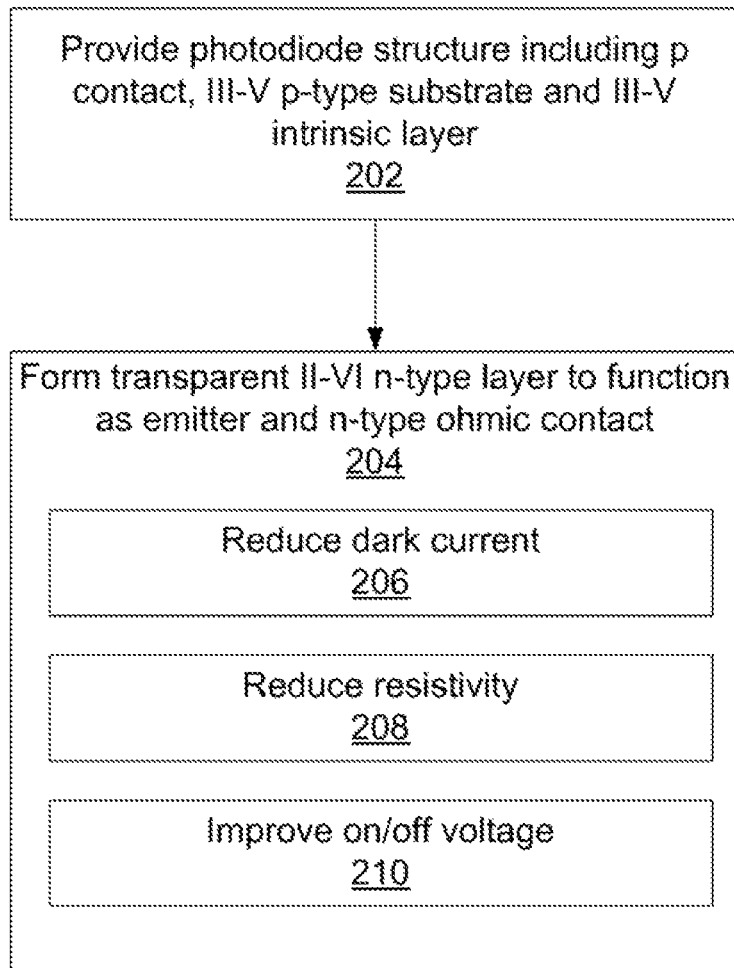 Provide photodiode structure including p
contact, III-V p-type substrate and III-V
intrinsic layer
202
Form transparent II-VI n-type layer to function
as emitter and n-type ohmic contact
204
Reduce dark current
206
Reduce resistivity
208
Improve on/off voltage
210